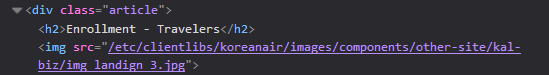 <div class="article">
<h2>Enrollment - Travelers</h2>
<img src="/etc/clientlibs/koreanair/images/components/other-site/kal-
biz/img_landign_3.jpg">